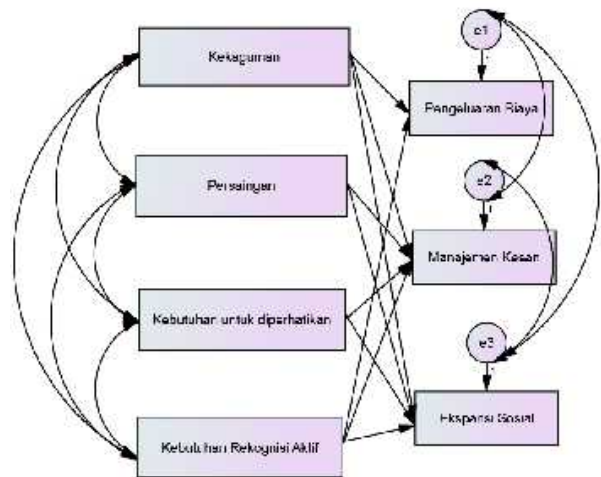 Kekaguman
e1
Pengeluaran Biaya
Persaingan
e2
Manajemen Kesan
Kebutuhan untuk diperhatikan
e3
Ekspansi Sosial
Kebutuhan Rekognisi Aktif